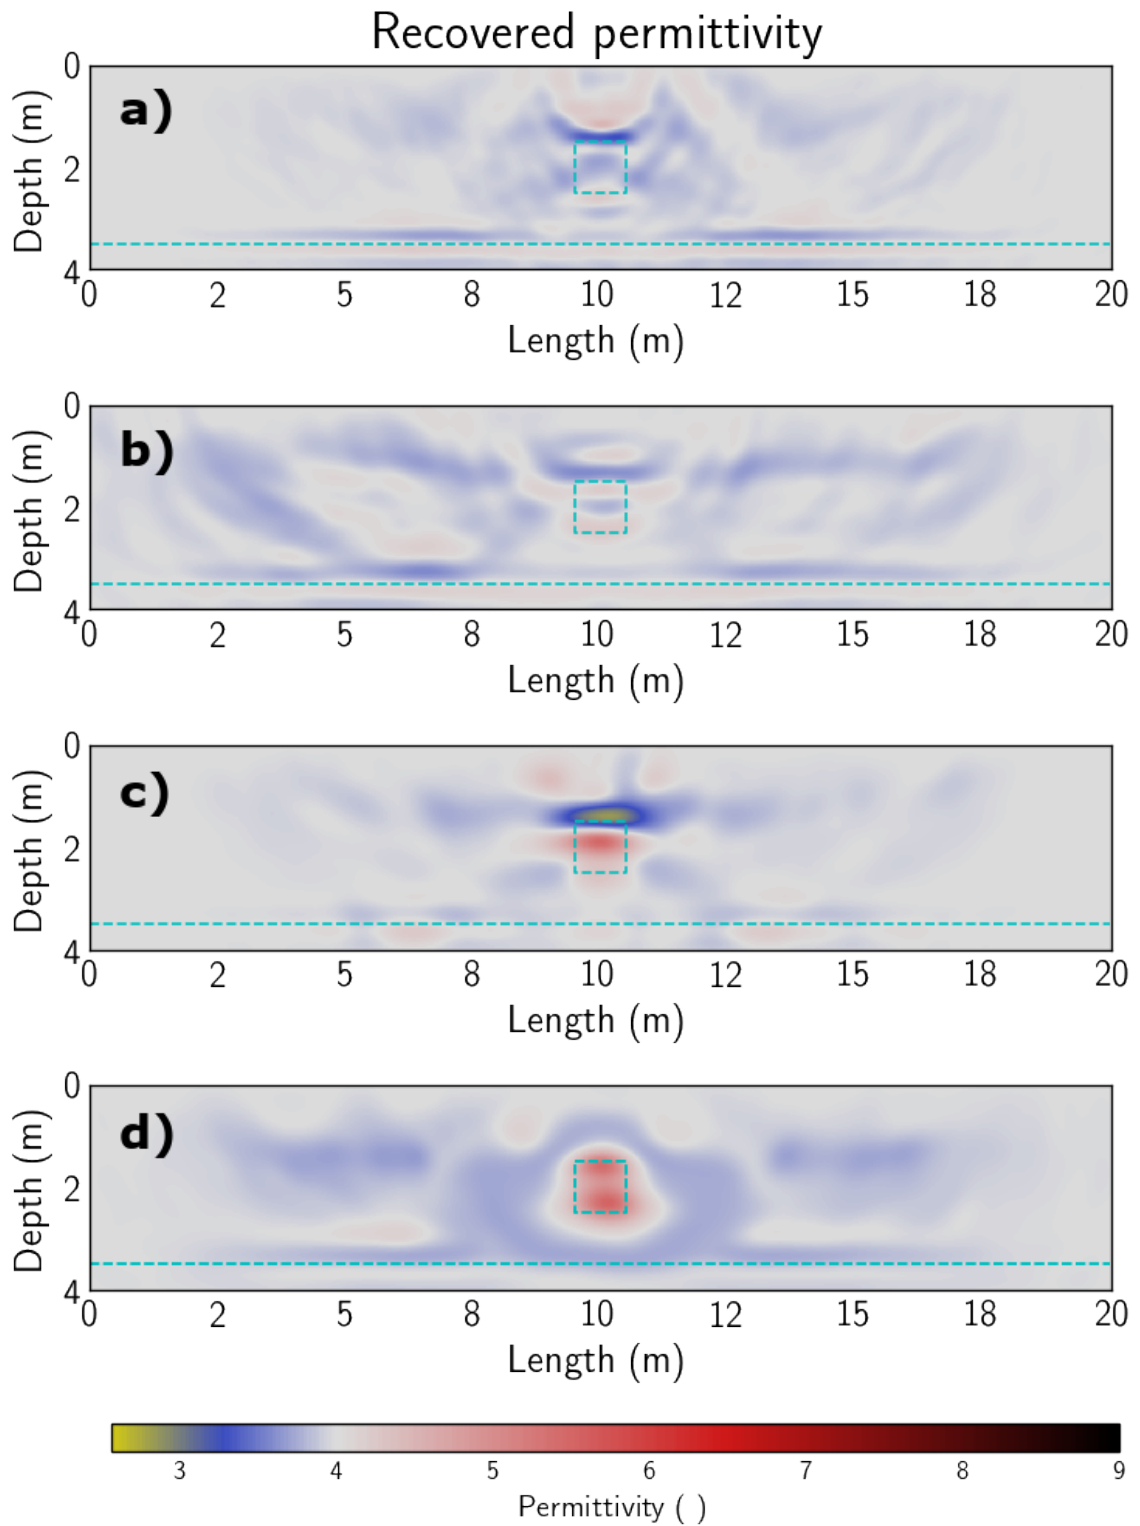 Recovered permittivity
a)
Depth (m)
0
2
4
0 2 5 8 10 12 15 18 20
Length (m)
b)
Depth (m)
0
2
4
0 2 5 8 10 12 15 18 20
Length (m)
c)
Depth (m)
0
2
4
0 2 5 8 10 12 15 18 20
Length (m)
d)
Depth (m)
0
2
4
0 2 5 8 10 12 15 18 20
Length (m)
3 4 5 6 7 8 9
Permittivity ( )